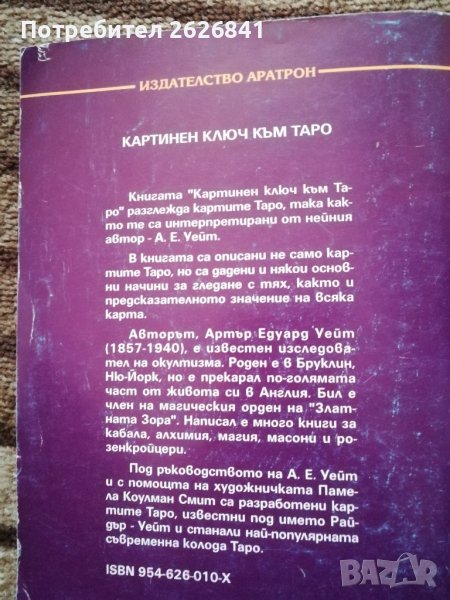 Потребител 2626841
ИЗДАТЕЛСТВО АРАТРОН
КАРТИНЕН КЛЮЧ КЪМ ТАРО
Книгата "Картинен ключ към Та-
ро" разглежда картите Таро, така как-
то те са интерпретирани от нейния
автор - А. Е. Уейт.
В книгата са описани не само кар-
тите Таро, но са дадени и някои основ-
ни начини за гледане с тях, както и
предсказателното значение на всяка
карта.
Авторът, Артър Едуард Уейт
(1857-1940), е известен изследова-
тел на окултизма. Роден е в Бруклин,
Ню-Йорк, но е прекарал по-голямата
част от живота си в Англия. Бил е
член на магическия орден на "Злат-
ната Зора". Написал е много книги за
кабала, алхимия, магия, масони и ро-
зенкройцери.
Под ръководството на А. Е. Уейт
и с помощта на художничката Паме-
ла Коулман Смит са разработени кар-
тите Таро, известни под името Рай-
дър - Уейт и станали най-популярната
съвременна колода Таро.
ISBN 954-626-010-X
BAZAR